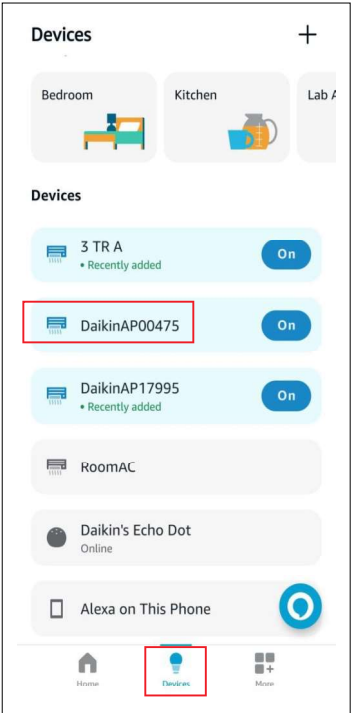 Devices
Bedroom
Kitchen
Lab A
Devices
3 TR A
• Recently added
On
DaikinAP00475
On
DaikinAP17995
• Recently added
On
RoomAC
Daikin's Echo Dot
Online
Alexa on This Phone
Home
Devices
More